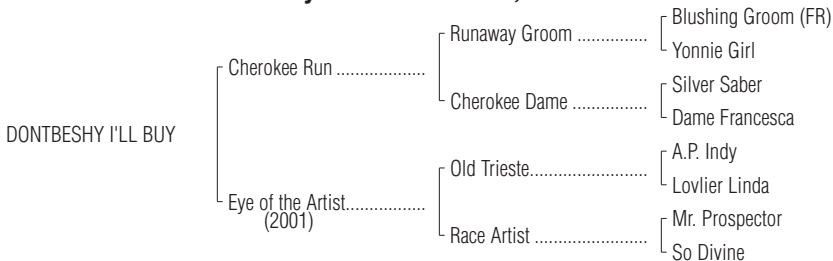 Blushing Groom (FR)
Runaway Groom ...............
Yonnie Girl
Cherokee Run ...................
Silver Saber
Cherokee Dame ................
Dame Francesca
DONTBESHY I'LL BUY
A.P. Indy
Old Trieste.........................
Lovlier Linda
Eye of the Artist.................
(2001)
Mr. Prospector
Race Artist ........................
So Divine